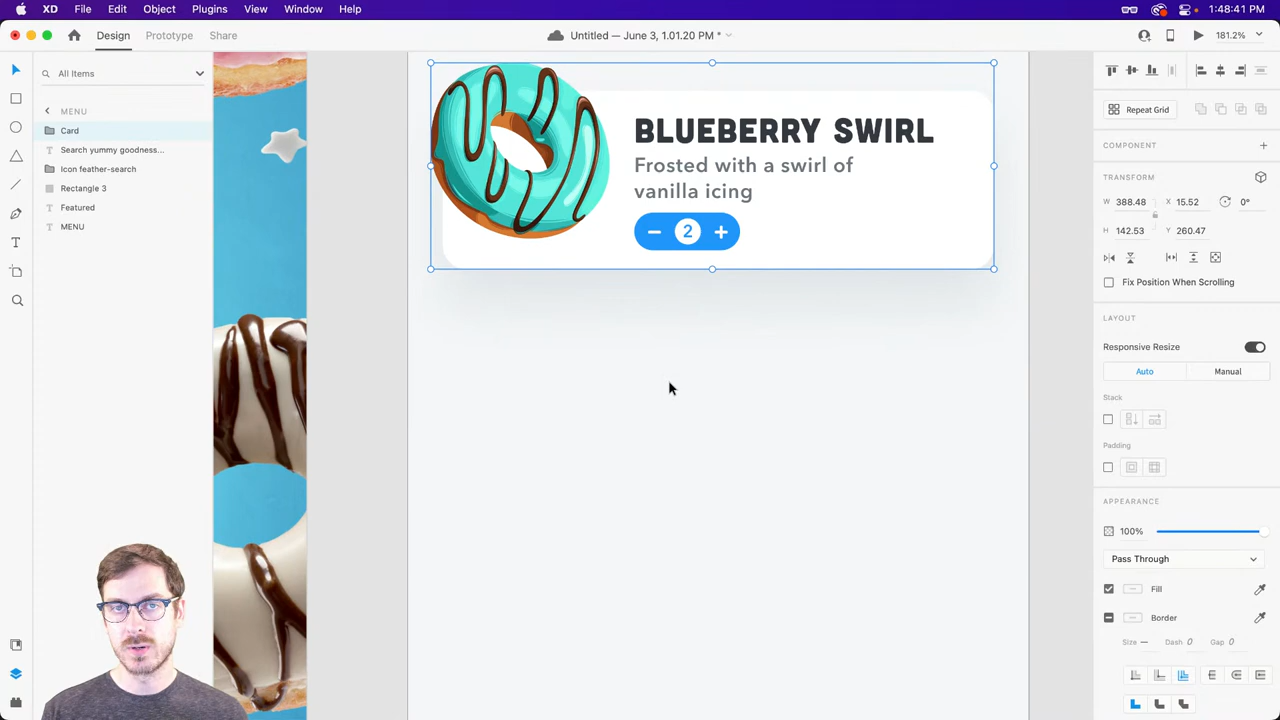 XD File Edit Object Plugins View Window Help 1:48:41 PM
Design Prototype Share Untitled — June 3, 1.01.20 PM * 181.2%
All Items
MENU
Card
Search yummy goodness...
Icon feather-search
Rectangle 3
Featured
MENU
BLUEBERRY SWIRL
Frosted with a swirl of
vanilla icing
2
Repeat Grid
COMPONENT
TRANSFORM
W 388.48 X 15.52 0°
H 142.53 Y 260.47
Fix Position When Scrolling
LAYOUT
Responsive Resize
Auto Manual
Stack
Padding
APPEARANCE
100%
Pass Through
Fill
Border
Size — Dash 0 Gap 0